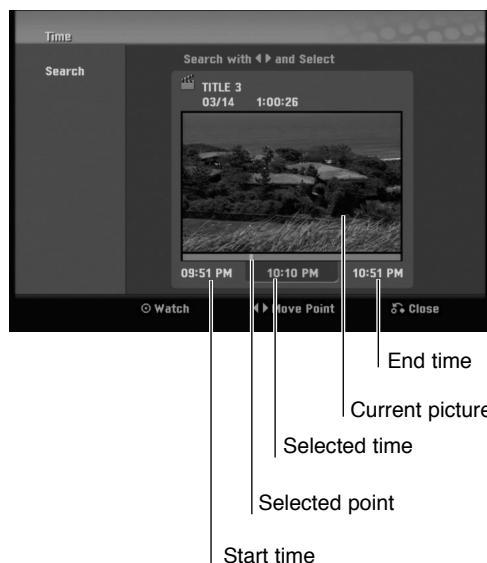 Time
Search
Search with ◀ ▶ and Select
TITLE 3
03/14 1:00:26
09:51 PM 10:10 PM 10:51 PM
⊙ Watch ◀ ▶ Move Point Close
End time
Current picture
Selected time
Selected point
Start time